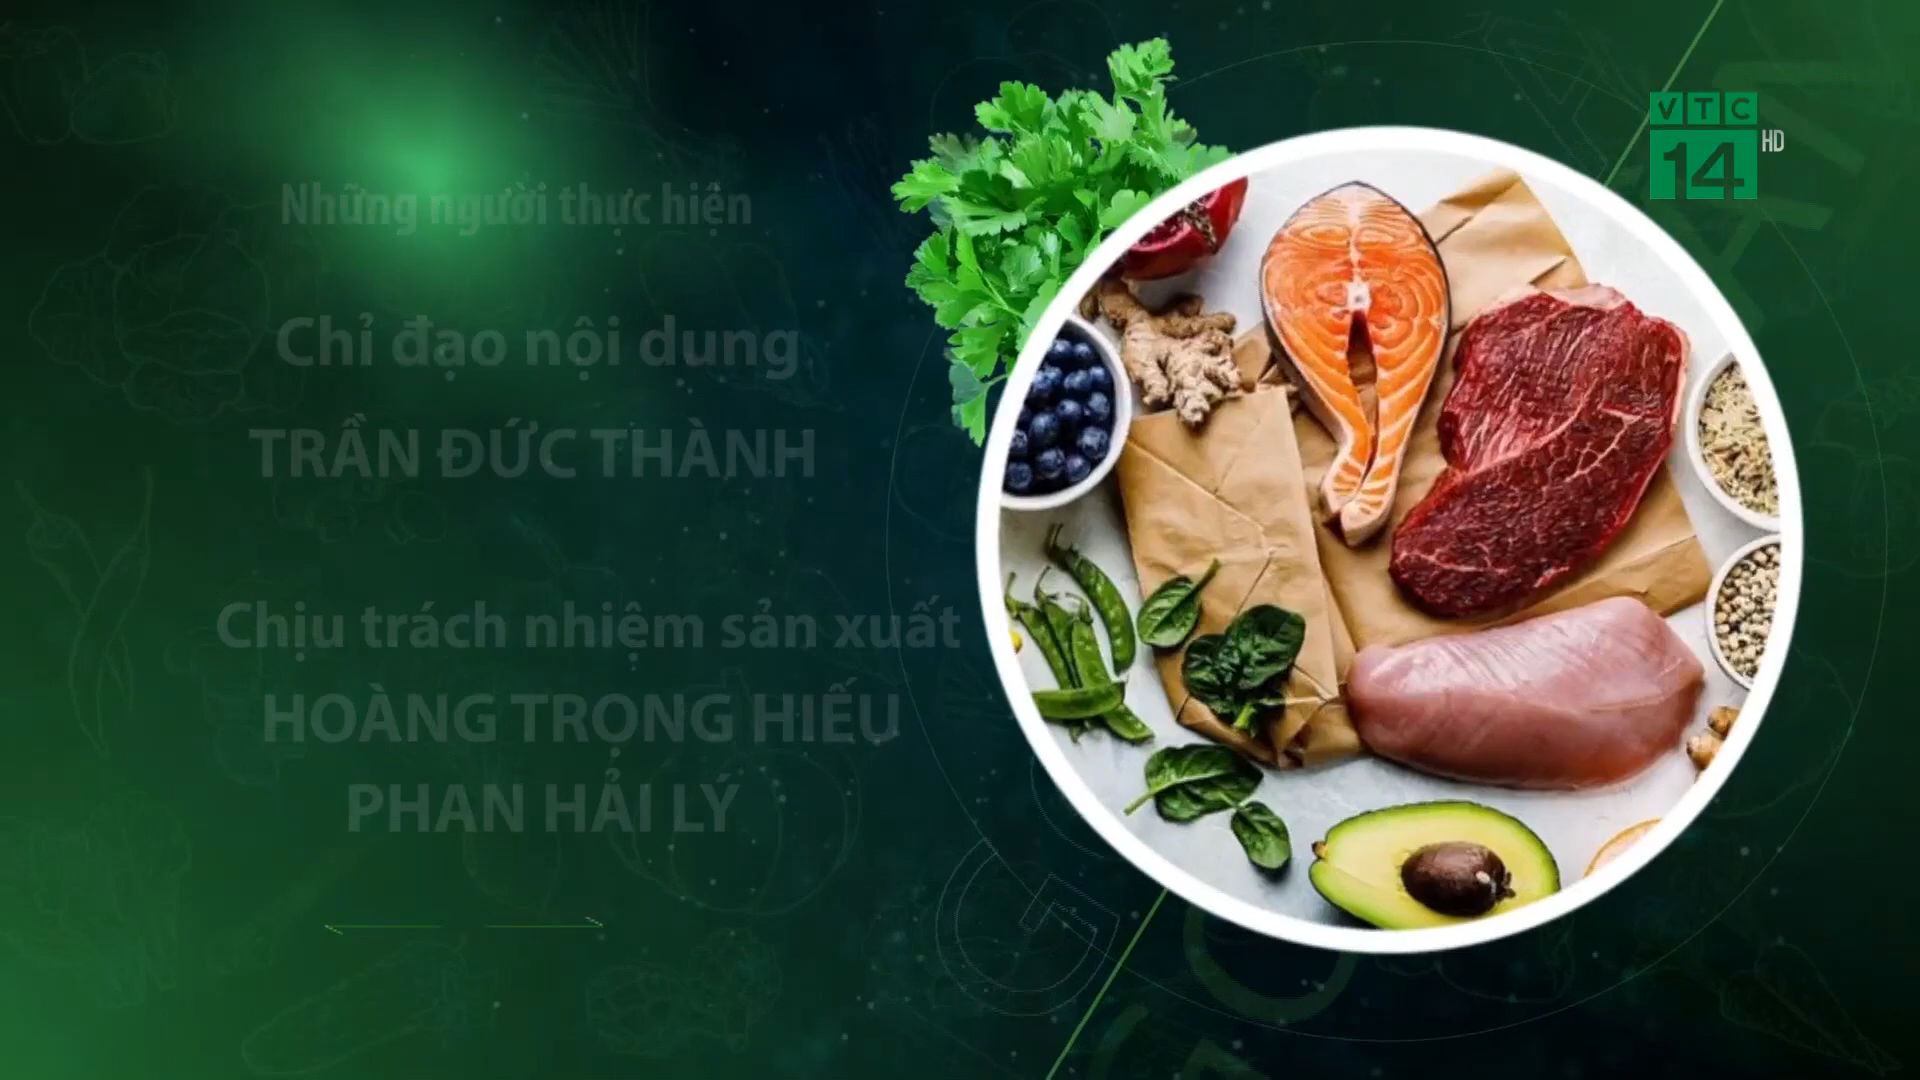 VTC
14 HD
Những người thực hiện
Chỉ đạo nội dung
TRẦN ĐỨC THÀNH
Chịu trách nhiệm sản xuất
HOÀNG TRỌNG HIẾU
PHAN HẢI LÝ